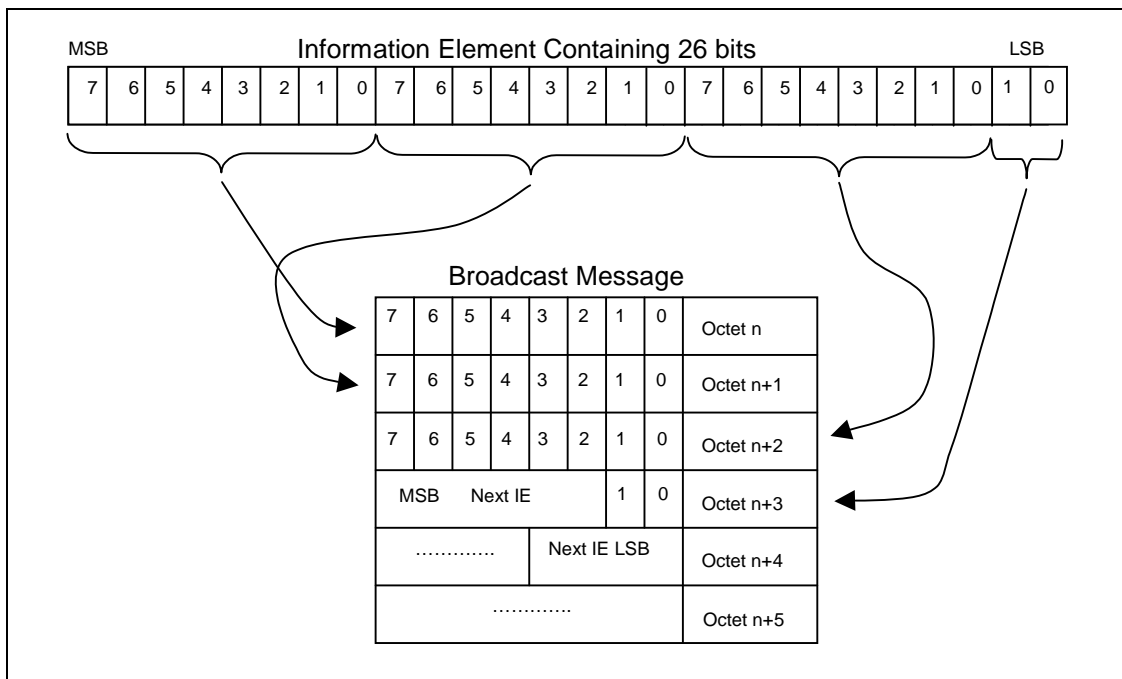 MSB Information Element Containing 26 bits LSB
7 6 5 4 3 2 1 0 7 6 5 4 3 2 1 0 7 6 5 4 3 2 1 0 1 0
Broadcast Message
7 6 5 4 3 2 1 0 Octet n
7 6 5 4 3 2 1 0 Octet n+1
7 6 5 4 3 2 1 0 Octet n+2
MSB Next IE 1 0 Octet n+3
............. Next IE LSB Octet n+4
............. Octet n+5